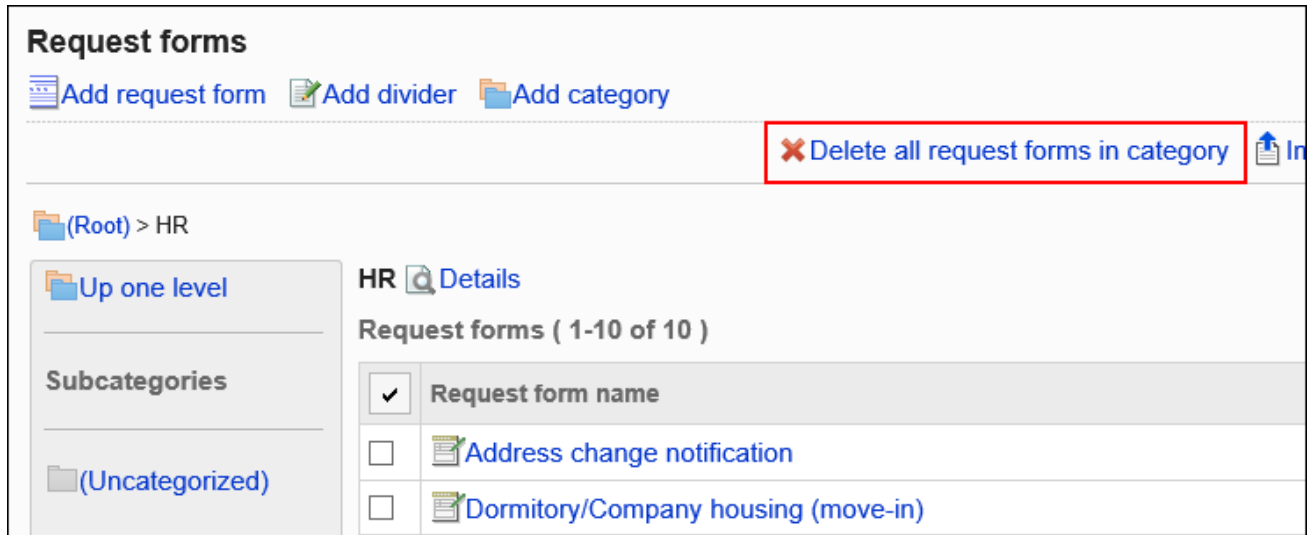 Request forms
Add request form Add divider Add category
Delete all request forms in category
(Root) > HR
Up one level
Subcategories
(Uncategorized)
HR Details
Request forms ( 1-10 of 10 )
Request form name
Address change notification
Dormitory/Company housing (move-in)